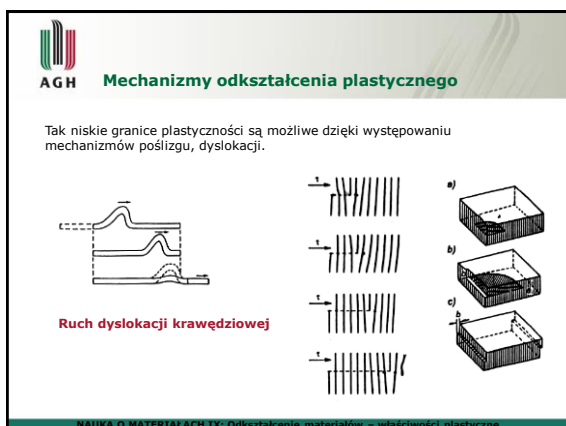 AGH
Mechanizmy odkształcenia plastycznego
Tak niskie granice plastyczności są możliwe dzięki występowaniu
mechanizmów poślizgu, dyslokacji.
τ
τ
τ
τ
a)
b)
c)
b
Ruch dyslokacji krawędziowej
NAUKA O MATERIAŁACH IX: Odkształcenie materiałów – właściwości plastyczne